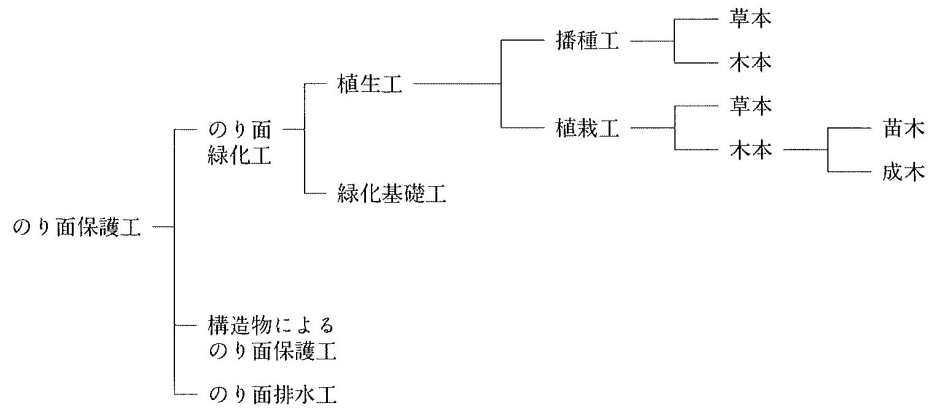 草本
播種工
木本
植生工
草本
のり面
緑化工
植栽工
苗木
木本
成木
緑化基礎工
のり面保護工
構造物による
のり面保護工
のり面排水工